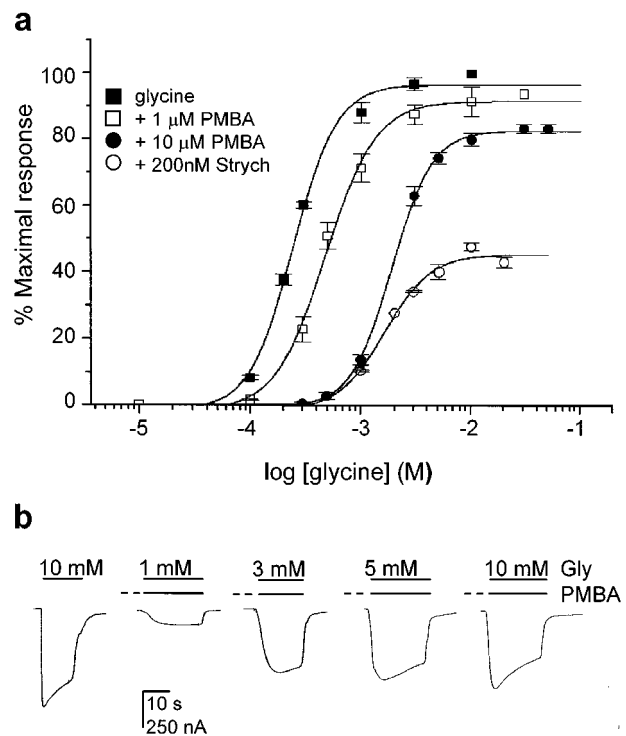 a
% Maximal response
100
80
60
40
20
0
glycine
+ 1 μM PMBA
+ 10 μM PMBA
+ 200nM Strych
-5
-4
-3
-2
-1
log [glycine] (M)
b
10 mM 1 mM 3 mM 5 mM 10 mM Gly
PMBA
10 s
250 nA